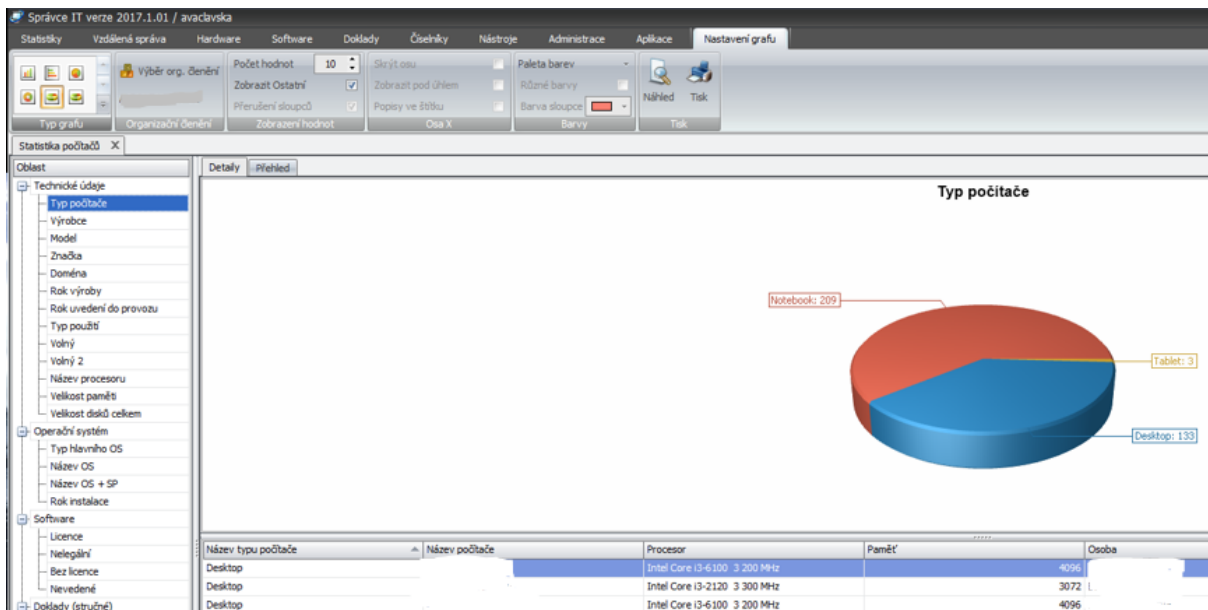 Správce IT verze 2017.1.01 / avaclavska
Statistiky Vzdálená správa Hardware Software Doklady Číselníky Nástroje Administrace Aplikace Nastavení grafu
Výběr org. členění
Počet hodnot 10
Zobrazit Ostatní
Přerušení sloupců
Skrýt osu
Zobrazit pod úhlem
Popisy ve štítku
Paleta barev
Různé barvy
Barva sloupce
Náhled Tisk
Typ grafu Organizační členění Zobrazení hodnot Osa X Barvy Tisk
Statistika počítačů X
Oblast
Technické údaje
Typ počítače
Výrobce
Model
Značka
Doména
Rok výroby
Rok uvedení do provozu
Typ použití
Volný
Volný 2
Název procesoru
Velikost paměti
Velikost disků celkem
Operační systém
Typ hlavního OS
Název OS
Název OS + SP
Rok instalace
Software
Licence
Nelegální
Bez licence
Nevedené
Doklady (stručné)
Detaily Přehled
Typ počítače
Notebook: 209
Tablet: 3
Desktop: 133
Název typu počítače Název počítače Procesor Paměť Osoba
Desktop Intel Core i3-6100 3 200 MHz 4096
Desktop Intel Core i3-2120 3 300 MHz 3072
Desktop Intel Core i3-6100 3 200 MHz 4096